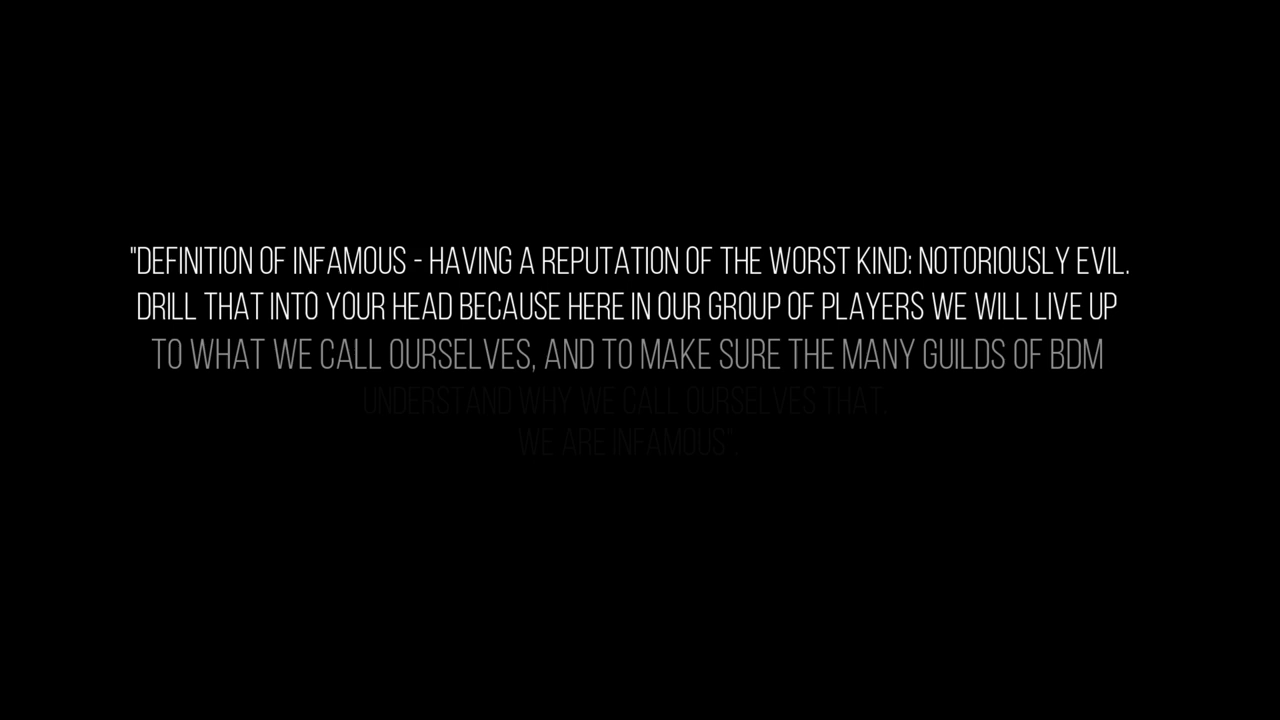 "DEFINITION OF INFAMOUS - HAVING A REPUTATION OF THE WORST KIND: NOTORIOUSLY EVIL.
DRILL THAT INTO YOUR HEAD BECAUSE HERE IN OUR GROUP OF PLAYERS WE WILL LIVE UP
TO WHAT WE CALL OURSELVES, AND TO MAKE SURE THE MANY GUILDS OF BDM
UNDERSTAND WHY WE CALL OURSELVES THAT.
WE ARE INFAMOUS".